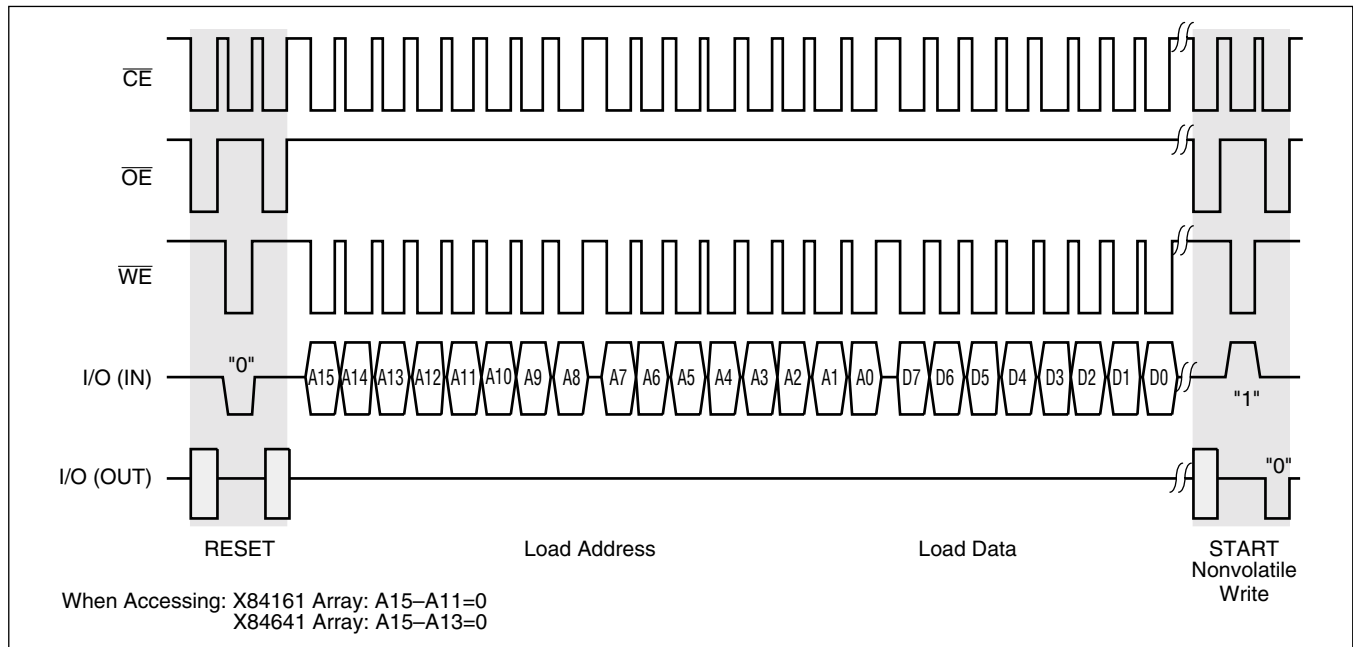 CE
OE
WE
I/O (IN)
"0"
A15 A14 A13 A12 A11 A10 A9 A8 A7 A6 A5 A4 A3 A2 A1 A0 D7 D6 D5 D4 D3 D2 D1 D0
"1"
I/O (OUT)
"0"
RESET
Load Address
Load Data
START
Nonvolatile
Write
When Accessing: X84161 Array: A15–A11=0
X84641 Array: A15–A13=0